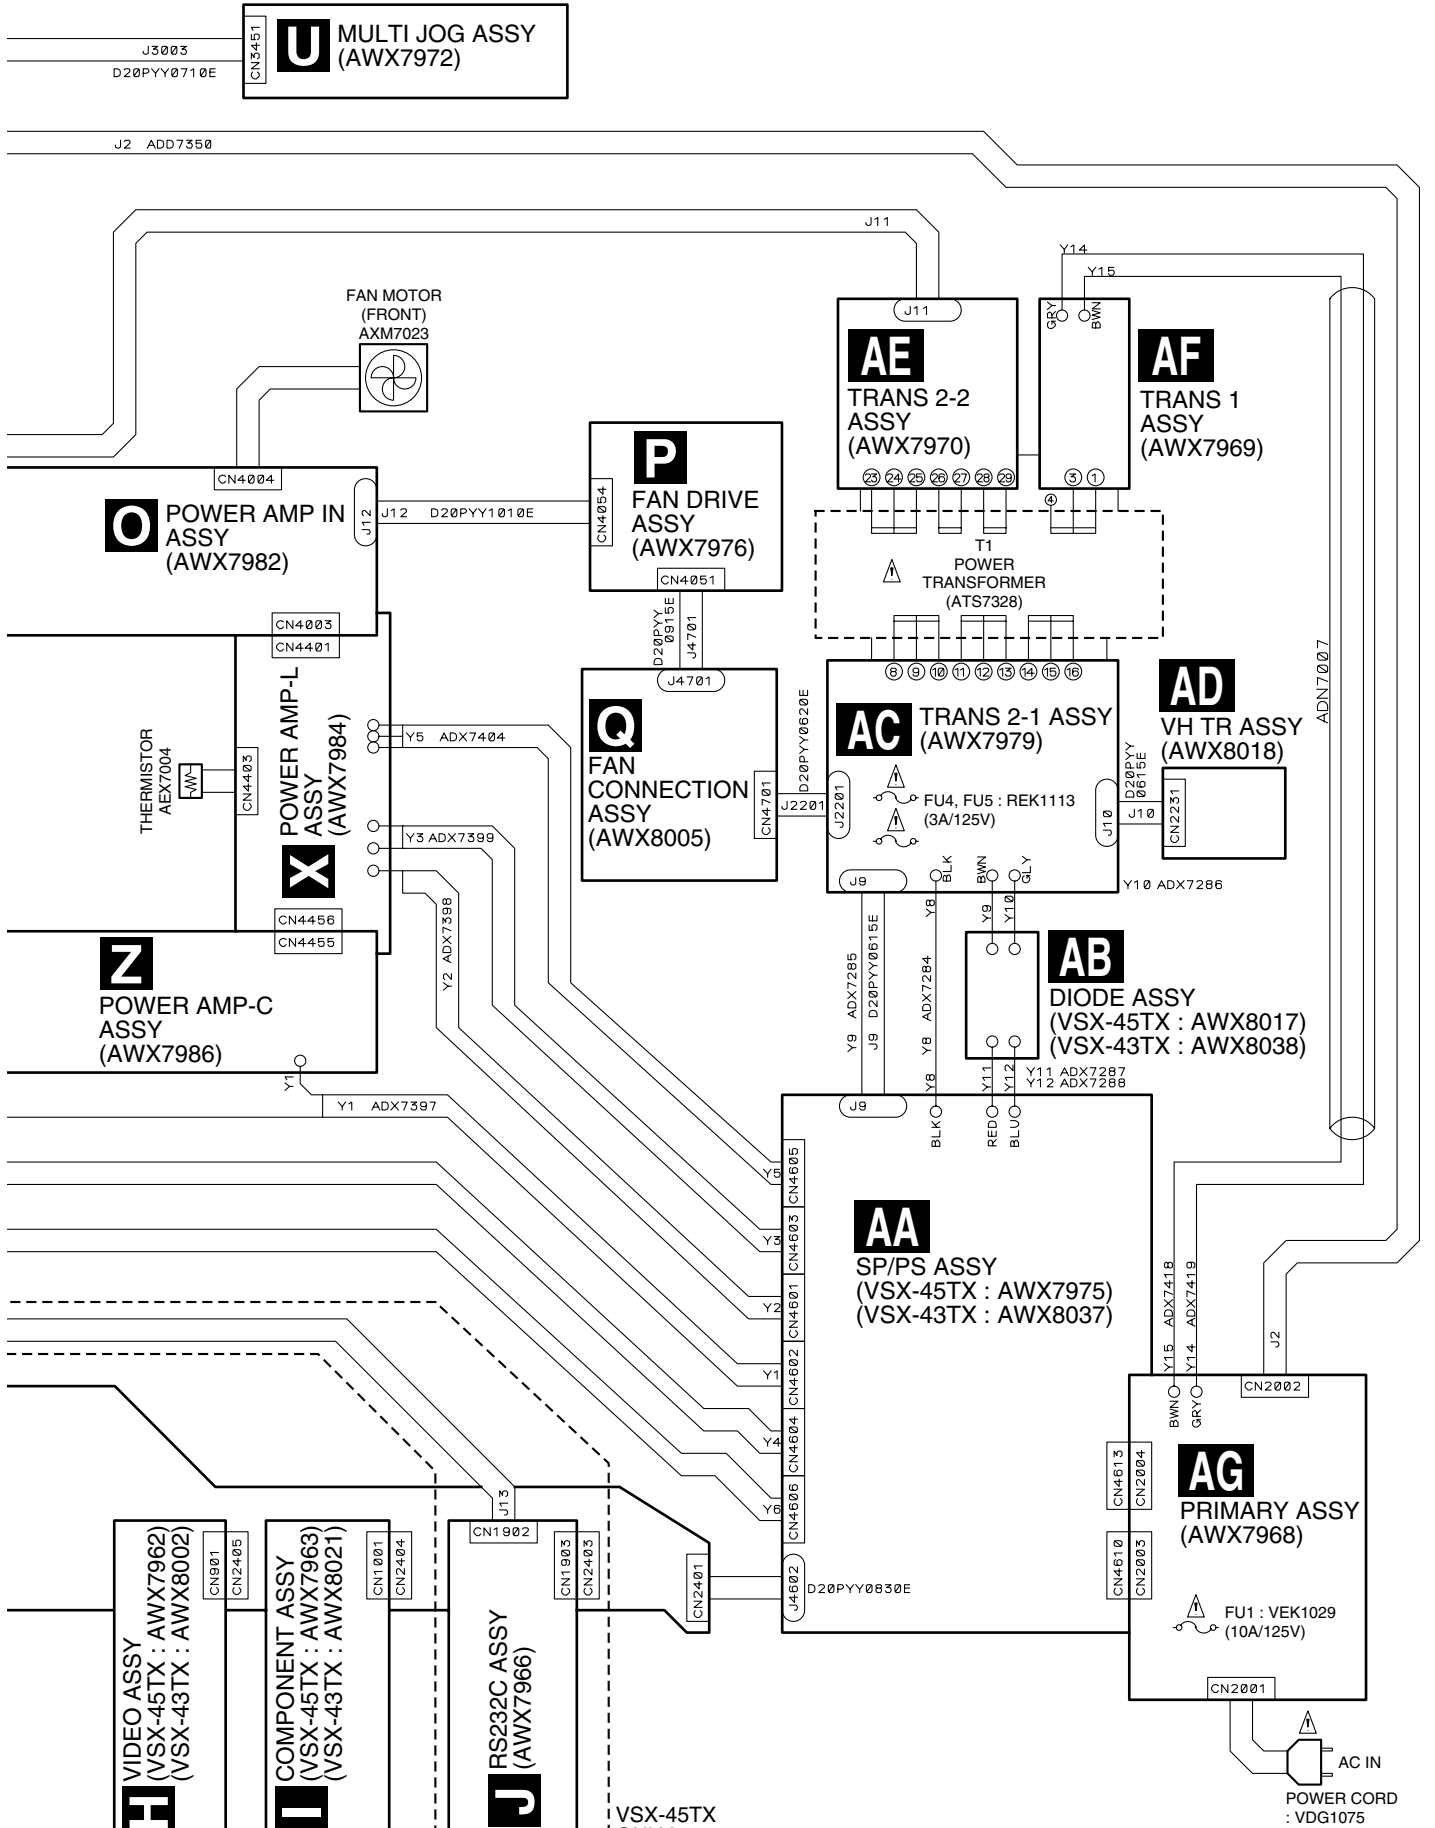 CN3451
U
MULTI JOG ASSY
(AWX7972)
J3003
D20PYY0710E
J2 ADD7350
J11
Y14
Y15
FAN MOTOR
(FRONT)
AXM7023
J11
GRY
BWN
AE
TRANS 2-2
ASSY
(AWX7970)
AF
TRANS 1
ASSY
(AWX7969)
23 24 25 26 27 28 29
3 1
4
CN4004
O
POWER AMP IN
ASSY
(AWX7982)
J12
J12 D20PYY1010E
CN4054
P
FAN DRIVE
ASSY
(AWX7976)
CN4051
T1
POWER
TRANSFORMER
(ATS7328)
D20PYY
0915E
J4701
CN4003
CN4401
J4701
8 9 10 11 12 13 14 15 16
ADN7007
THERMISTOR
AEX7004
CN4403
POWER AMP-L
ASSY
(AWX7984)
X
Y5 ADX7404
Q
FAN
CONNECTION
ASSY
(AWX8005)
CN4701
D20PYY0620E
J2201
J2201
AC
TRANS 2-1 ASSY
(AWX7979)
FU4, FU5 : REK1113
(3A/125V)
J10
D20PYY
0615E
J10
AD
VH TR ASSY
(AWX8018)
CN2231
Y3 ADX7399
Y2 ADX7398
J9
BLK
BWN
GLY
Y10 ADX7286
CN4456
CN4455
Y8
Y9
Y10
Z
POWER AMP-C
ASSY
(AWX7986)
Y9 ADX7285
J9 D20PYY0615E
Y8 ADX7284
AB
DIODE ASSY
(VSX-45TX : AWX8017)
(VSX-43TX : AWX8038)
Y1
Y8
Y11
Y12
Y11 ADX7287
Y12 ADX7288
Y1 ADX7397
J9
BLK
RED
BLU
Y5
CN4605
Y3
CN4603
Y2
CN4601
Y1
CN4602
Y4
CN4604
Y6
CN4606
AA
SP/PS ASSY
(VSX-45TX : AWX7975)
(VSX-43TX : AWX8037)
Y15 ADX7418
Y14 ADX7419
J2
BWN
GRY
CN2002
CN4613
CN2004
CN4610
CN2003
AG
PRIMARY ASSY
(AWX7968)
FU1 : VEK1029
(10A/125V)
CN2001
J13
CN1902
CN901
CN2405
CN1001
CN2404
CN1903
CN2403
CN2401
J4602
D20PYY0830E
H
VIDEO ASSY
(VSX-45TX : AWX7962)
(VSX-43TX : AWX8002)
I
COMPONENT ASSY
(VSX-45TX : AWX7963)
(VSX-43TX : AWX8021)
J
RS232C ASSY
(AWX7966)
VSX-45TX
AC IN
POWER CORD
: VDG1075